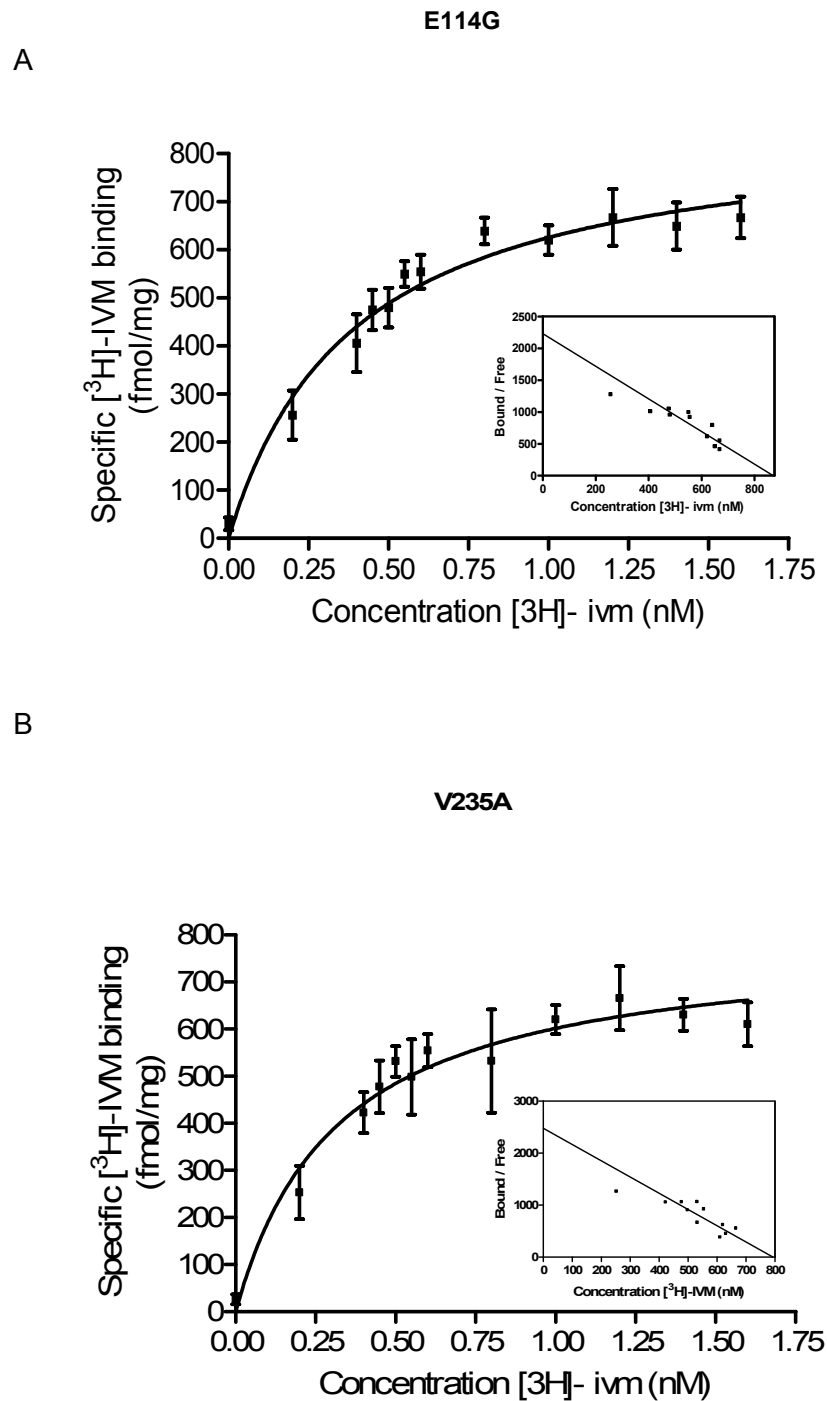 E114G
A
800
700
600
500
400
300
200
100
0
Specific [³H]-IVM binding
(fmol/mg)
0.00 0.25 0.50 0.75 1.00 1.25 1.50 1.75
Concentration [3H]- ivm (nM)
2500
2000
1500
1000
500
0
Bound / Free
0 200 400 600 800
Concentration [3H]- ivm (nM)
B
V235A
800
700
600
500
400
300
200
100
0
Specific [³H]-IVM binding
(fmol/mg)
0.00 0.25 0.50 0.75 1.00 1.25 1.50 1.75
Concentration [3H]- ivm (nM)
3000
2000
1000
0
Bound / Free
0 100 200 300 400 500 600 700 800
Concentration [³H]-IVM (nM)